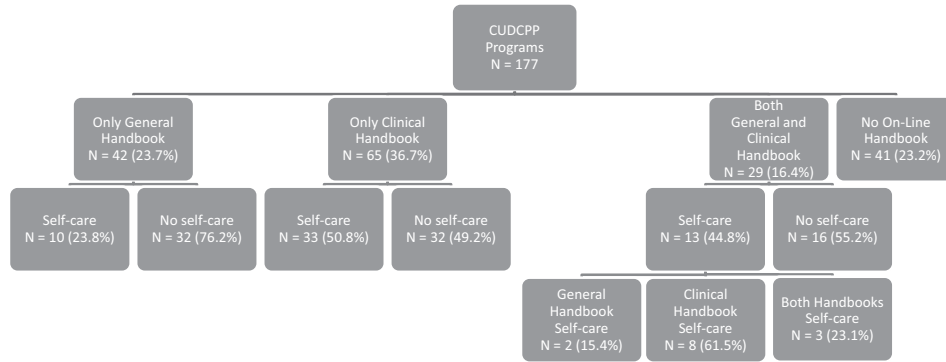 CUDCPP
Programs
N = 177
Only General
Handbook
N = 42 (23.7%)
Only Clinical
Handbook
N = 65 (36.7%)
Both
General and
Clinical
Handbook
N = 29 (16.4%)
No On-Line
Handbook
N = 41 (23.2%)
Self-care
N = 10 (23.8%)
No self-care
N = 32 (76.2%)
Self-care
N = 33 (50.8%)
No self-care
N = 32 (49.2%)
Self-care
N = 13 (44.8%)
No self-care
N = 16 (55.2%)
General
Handbook
Self-care
N = 2 (15.4%)
Clinical
Handbook
Self-care
N = 8 (61.5%)
Both Handbooks
Self-care
N = 3 (23.1%)